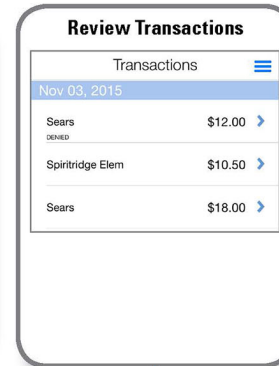 Review Transactions
Transactions
Nov 03, 2015
Sears $12.00
DENIED
Spiritridge Elem $10.50
Sears $18.00